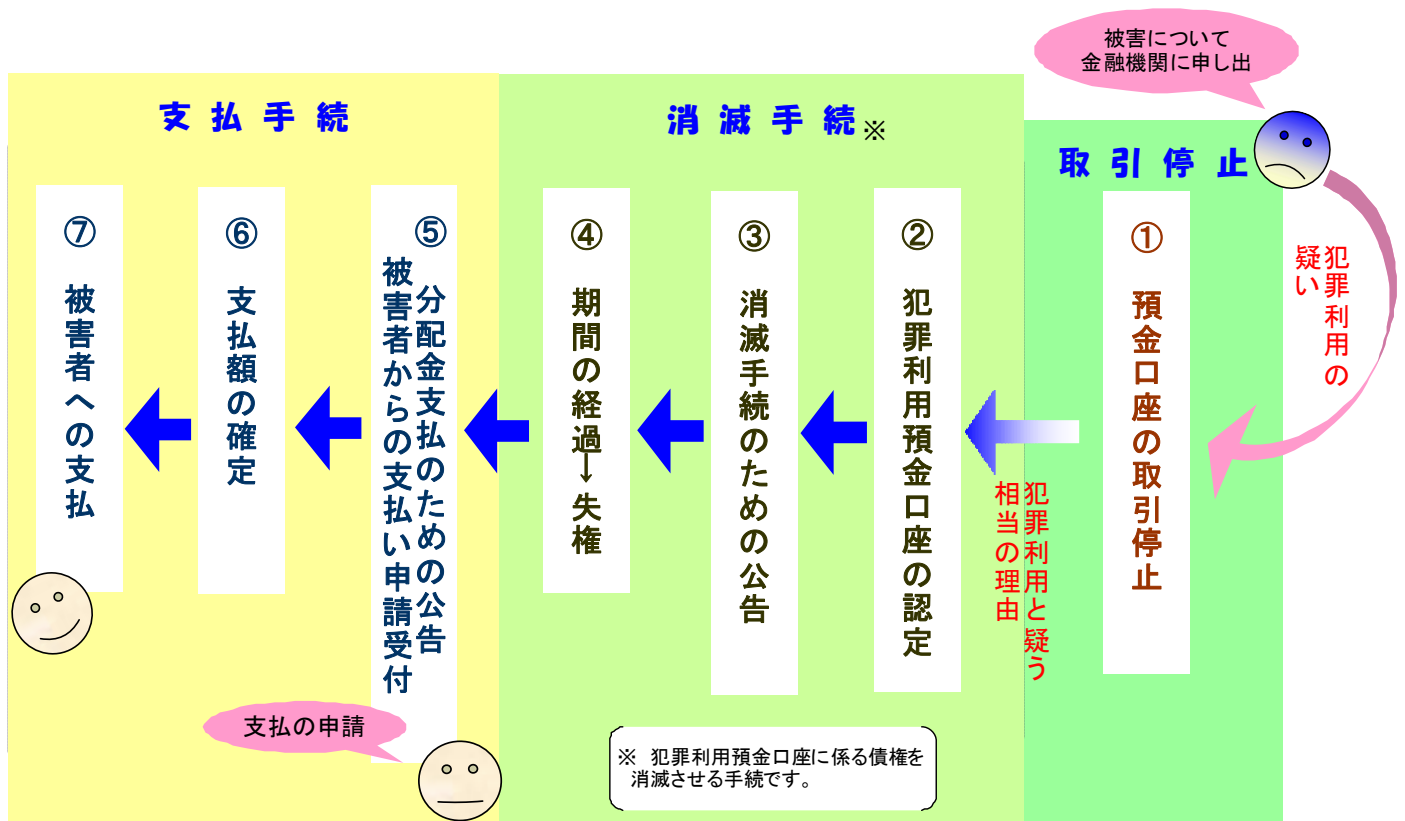 被害について
金融機関に申し出
取引停止
犯罪利用の
疑い
① 預金口座の取引停止
犯罪利用と疑う
相当の理由
消滅手続※
② 犯罪利用預金口座の認定
③ 消滅手続のための公告
④ 期間の経過→失権
支払手続
⑤ 分配金支払のための公告
被害者からの支払い申請受付
支払の申請
⑥ 支払額の確定
⑦ 被害者への支払
※ 犯罪利用預金口座に係る債権を
消滅させる手続です。